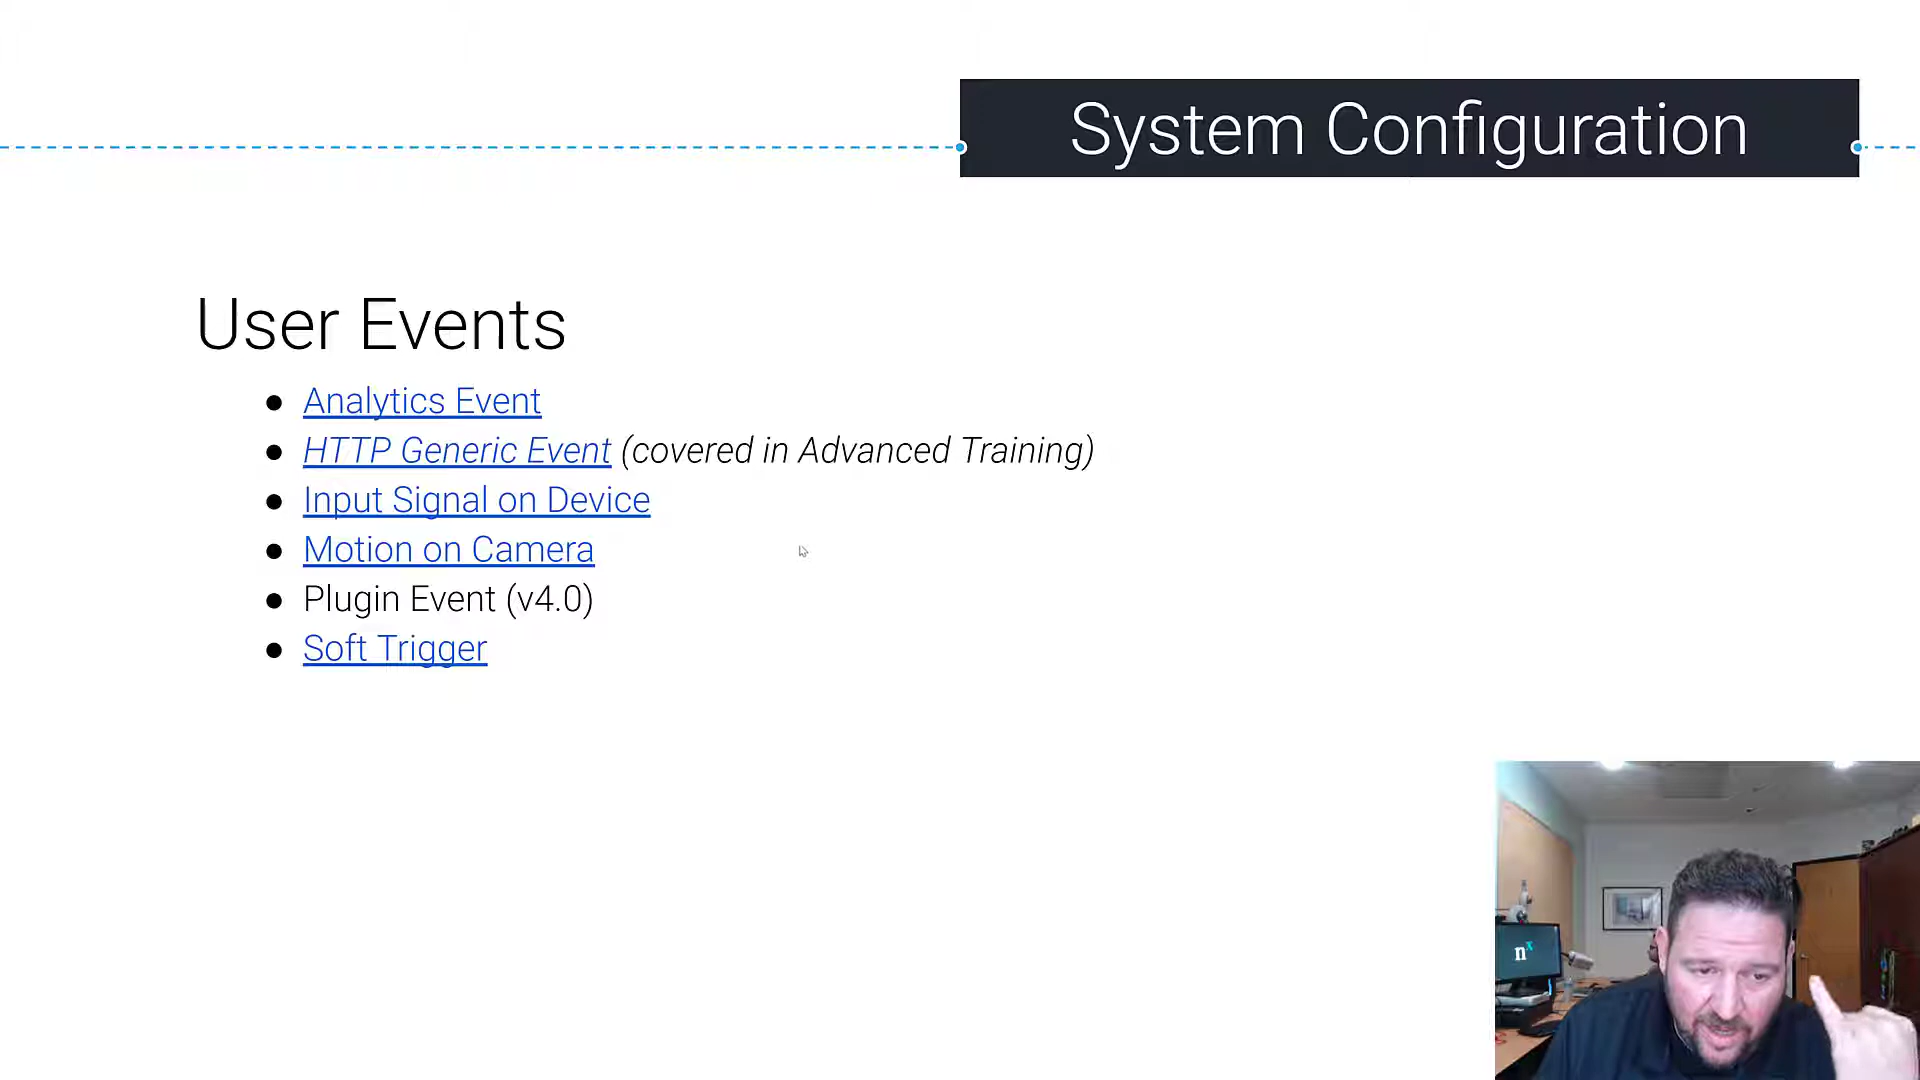 System Configuration
User Events
Analytics Event
HTTP Generic Event (covered in Advanced Training)
Input Signal on Device
Motion on Camera
Plugin Event (v4.0)
Soft Trigger
nx